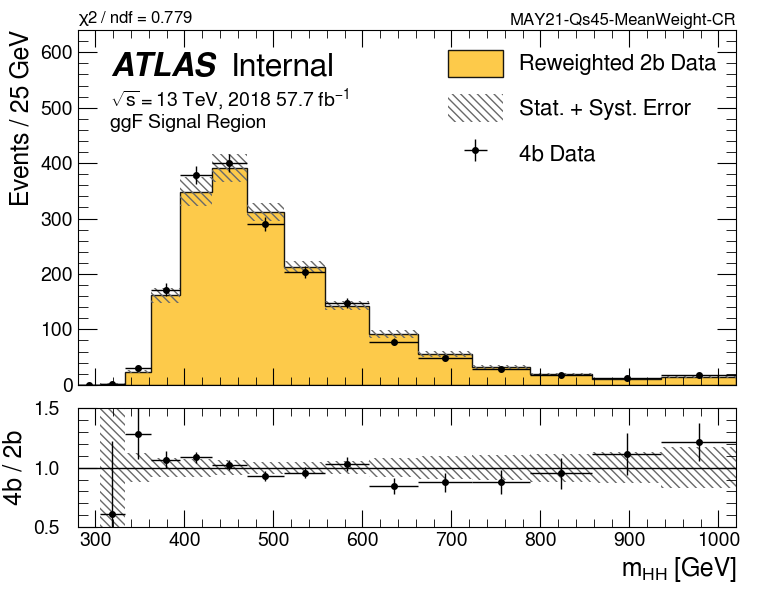 χ2 / ndf = 0.779
MAY21-Qs45-MeanWeight-CR
ATLAS Internal
√s = 13 TeV, 2018 57.7 fb⁻¹
ggF Signal Region
Reweighted 2b Data
Stat. + Syst. Error
4b Data
Events / 25 GeV
600
500
400
300
200
100
0
4b / 2b
1.5
1.0
0.5
300 400 500 600 700 800 900 1000
m_HH [GeV]